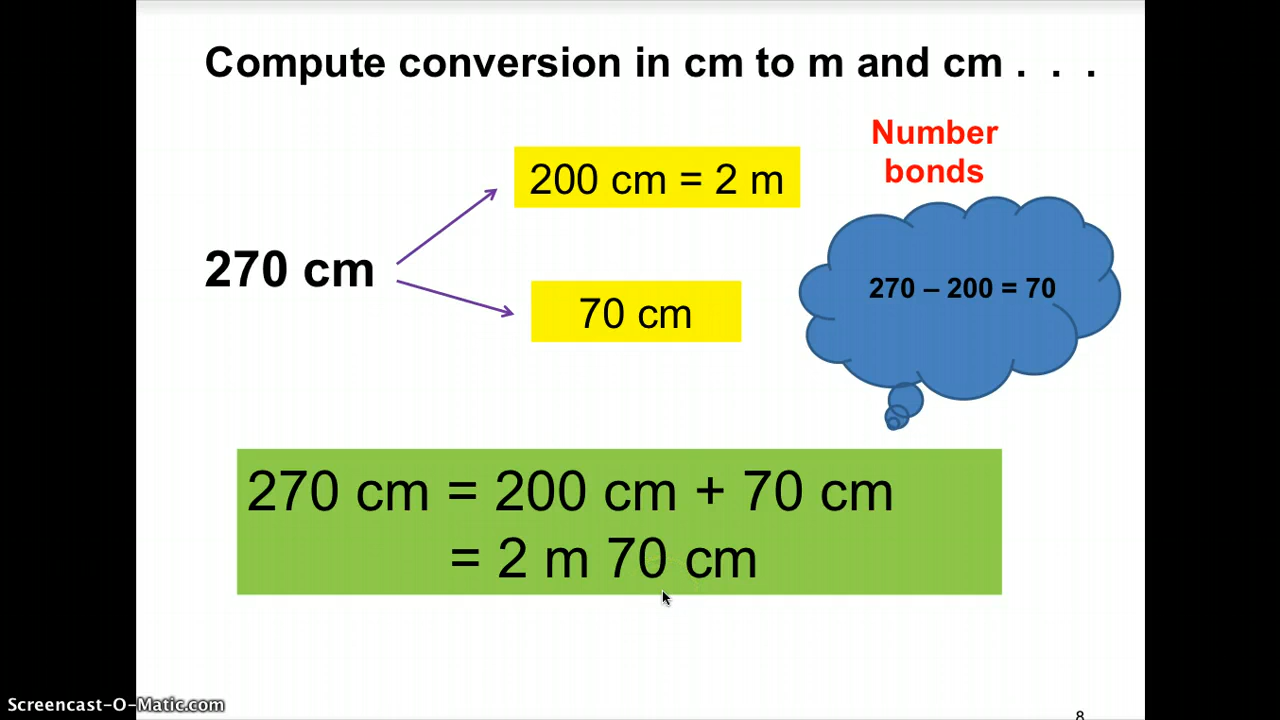 Compute conversion in cm to m and cm . . .
Number
bonds
200 cm = 2 m
270 cm
270 – 200 = 70
70 cm
270 cm = 200 cm + 70 cm
= 2 m 70 cm
Screencast-O-Matic.com
8